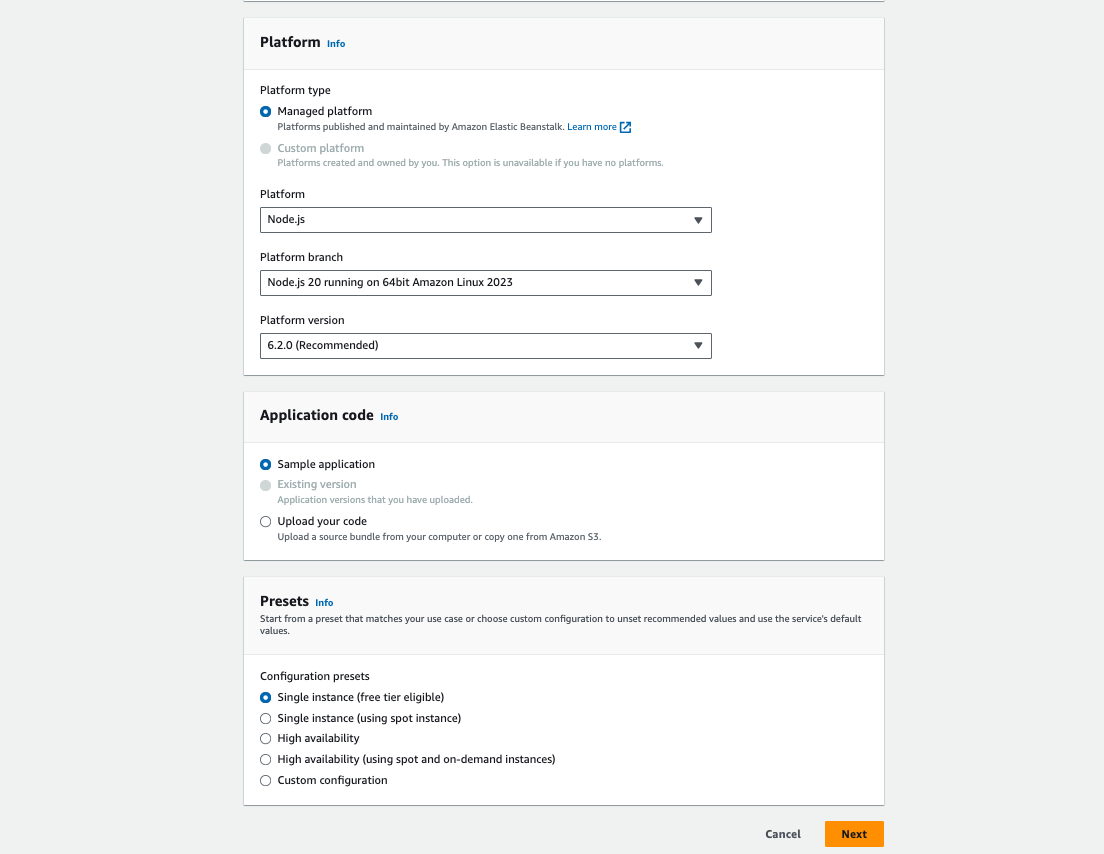 Platform Info
Platform type
Managed platform
Platforms published and maintained by Amazon Elastic Beanstalk. Learn more
Custom platform
Platforms created and owned by you. This option is unavailable if you have no platforms.
Platform
Node.js
Platform branch
Node.js 20 running on 64bit Amazon Linux 2023
Platform version
6.2.0 (Recommended)
Application code Info
Sample application
Existing version
Application versions that you have uploaded.
Upload your code
Upload a source bundle from your computer or copy one from Amazon S3.
Presets Info
Start from a preset that matches your use case or choose custom configuration to unset recommended values and use the service's default
values.
Configuration presets
Single instance (free tier eligible)
Single instance (using spot instance)
High availability
High availability (using spot and on-demand instances)
Custom configuration
Cancel Next